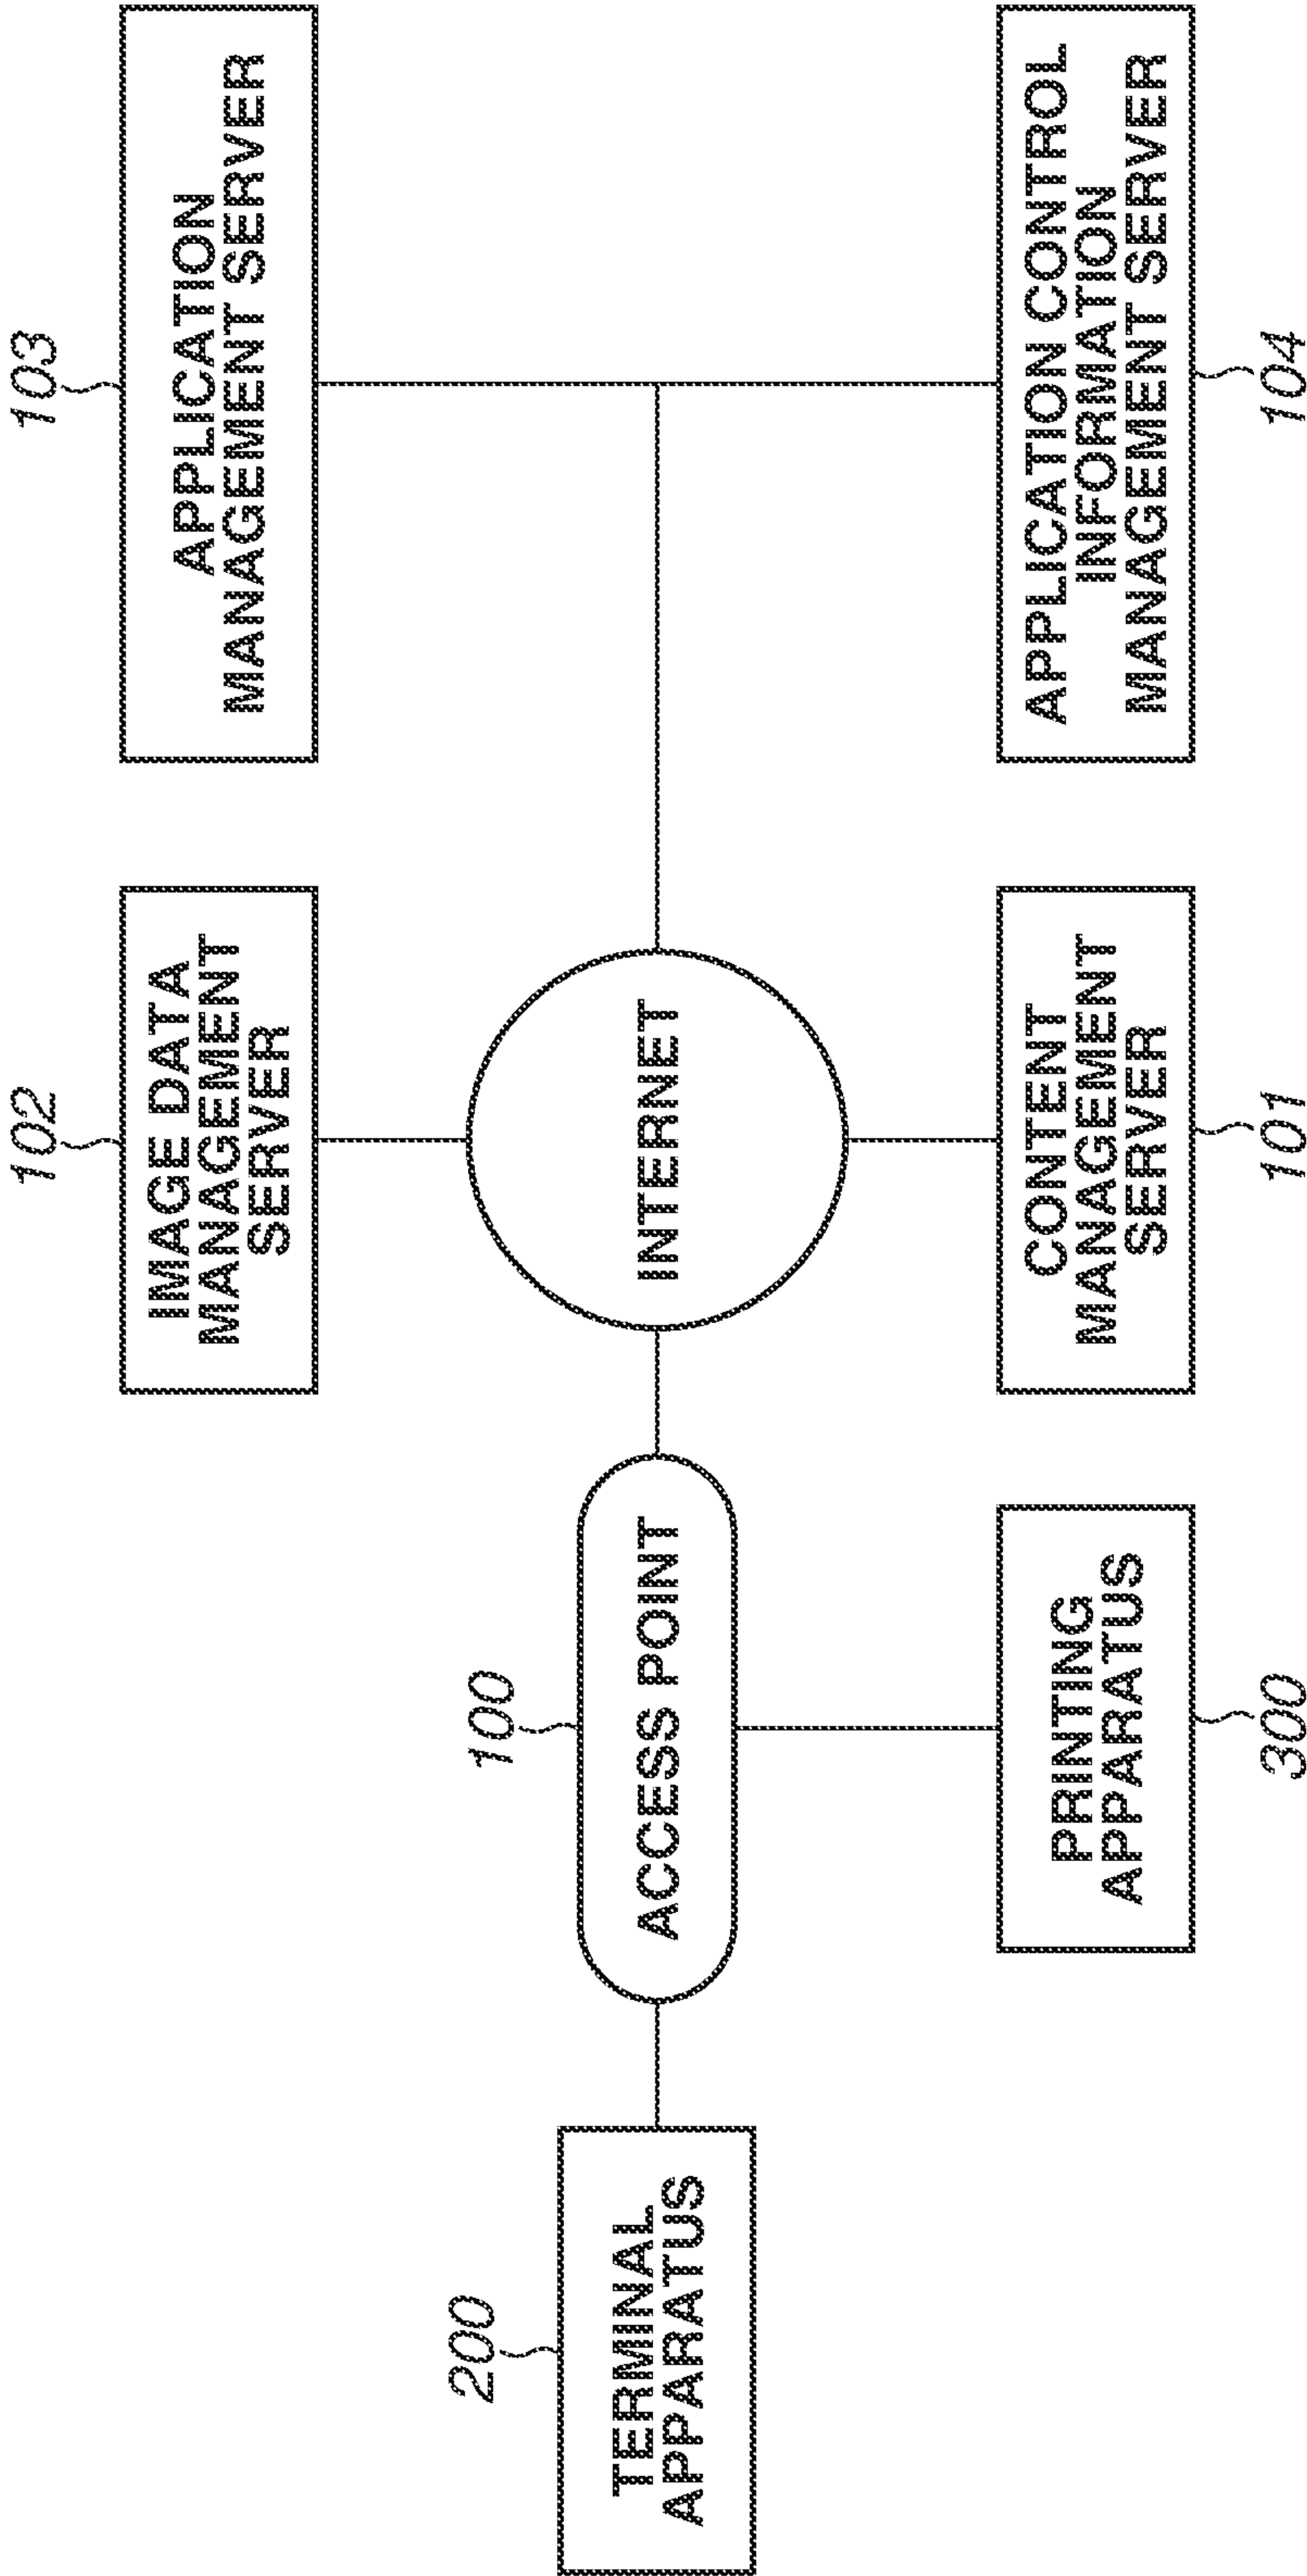 102
IMAGE DATA
MANAGEMENT
SERVER
103
APPLICATION
MANAGEMENT SERVER
200
TERMINAL
APPARATUS
100
ACCESS POINT
INTERNET
PRINTING
APPARATUS
300
CONTENT
MANAGEMENT
SERVER
101
APPLICATION CONTROL
INFORMATION
MANAGEMENT SERVER
104